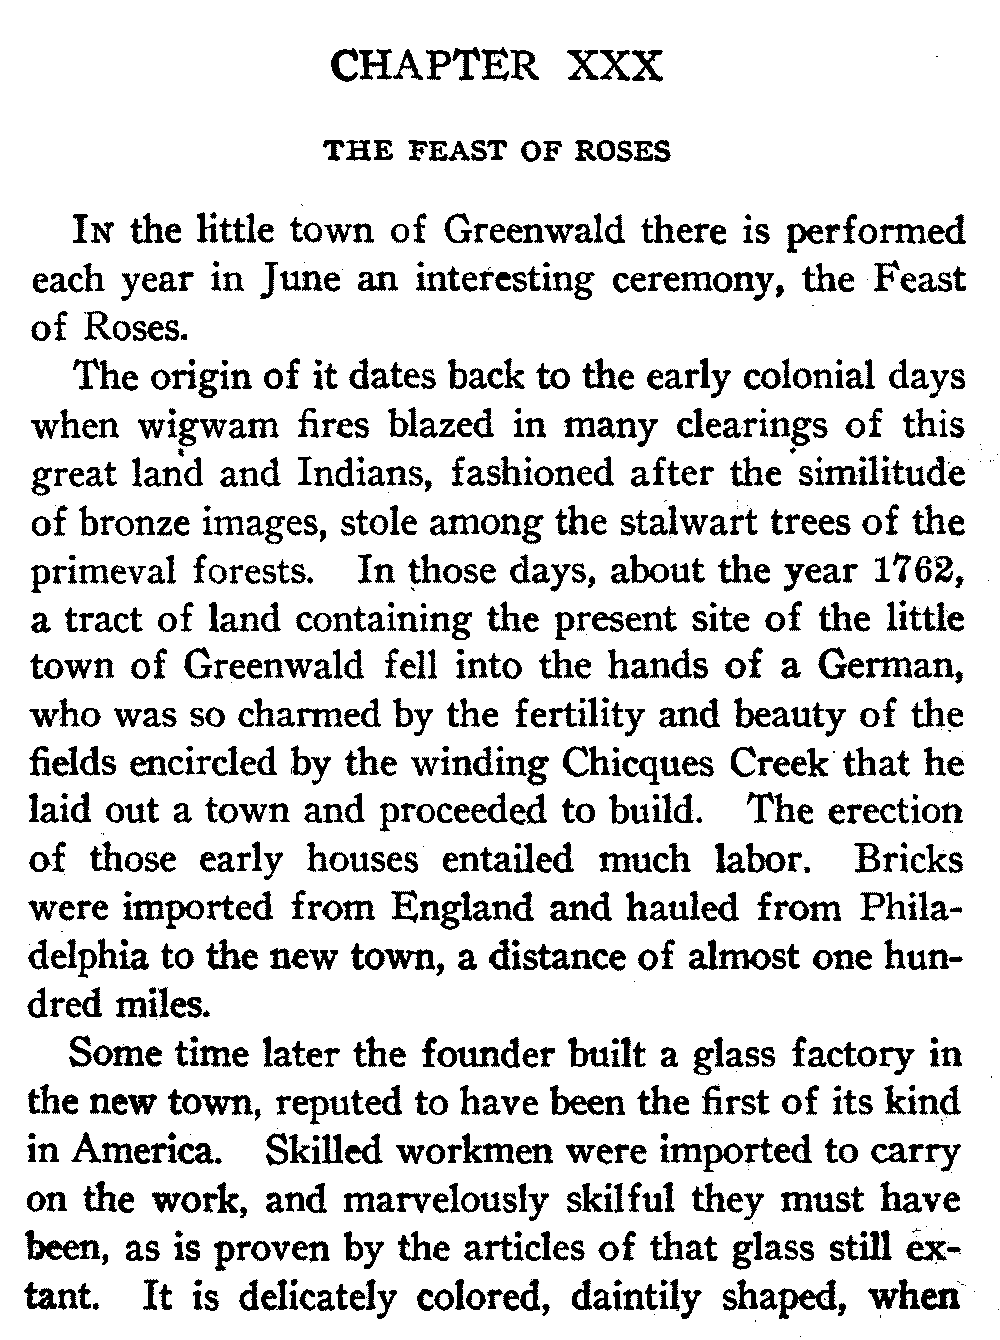 CHAPTER XXX
THE FEAST OF ROSES
IN the little town of Greenwald there is performed
each year in June an interesting ceremony, the Feast
of Roses.
The origin of it dates back to the early colonial days
when wigwam fires blazed in many clearings of this
great land and Indians, fashioned after the similitude
of bronze images, stole among the stalwart trees of the
primeval forests. In those days, about the year 1762,
a tract of land containing the present site of the little
town of Greenwald fell into the hands of a German,
who was so charmed by the fertility and beauty of the
fields encircled by the winding Chicques Creek that he
laid out a town and proceeded to build. The erection
of those early houses entailed much labor. Bricks
were imported from England and hauled from Phila-
delphia to the new town, a distance of almost one hun-
dred miles.
Some time later the founder built a glass factory in
the new town, reputed to have been the first of its kind
in America. Skilled workmen were imported to carry
on the work, and marvelously skilful they must have
been, as is proven by the articles of that glass still ex-
tant. It is delicately colored, daintily shaped, when